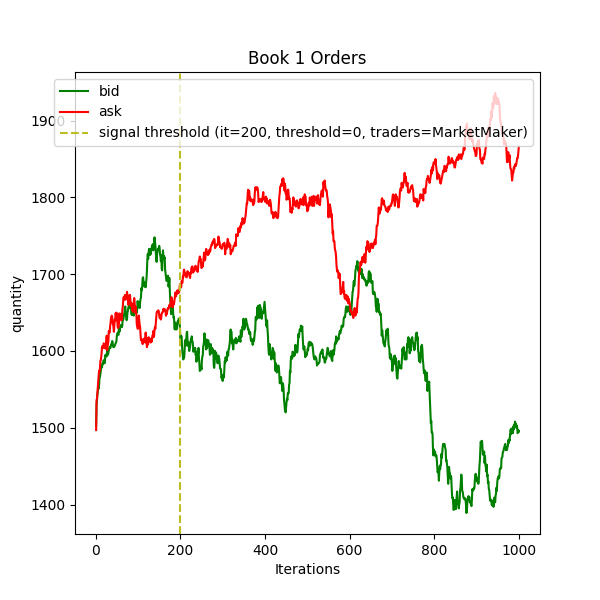 Book 1 Orders
bid
ask
signal threshold (it=200, threshold=0, traders=MarketMaker)
quantity
1900
1800
1700
1600
1500
1400
0 200 400 600 800 1000
Iterations